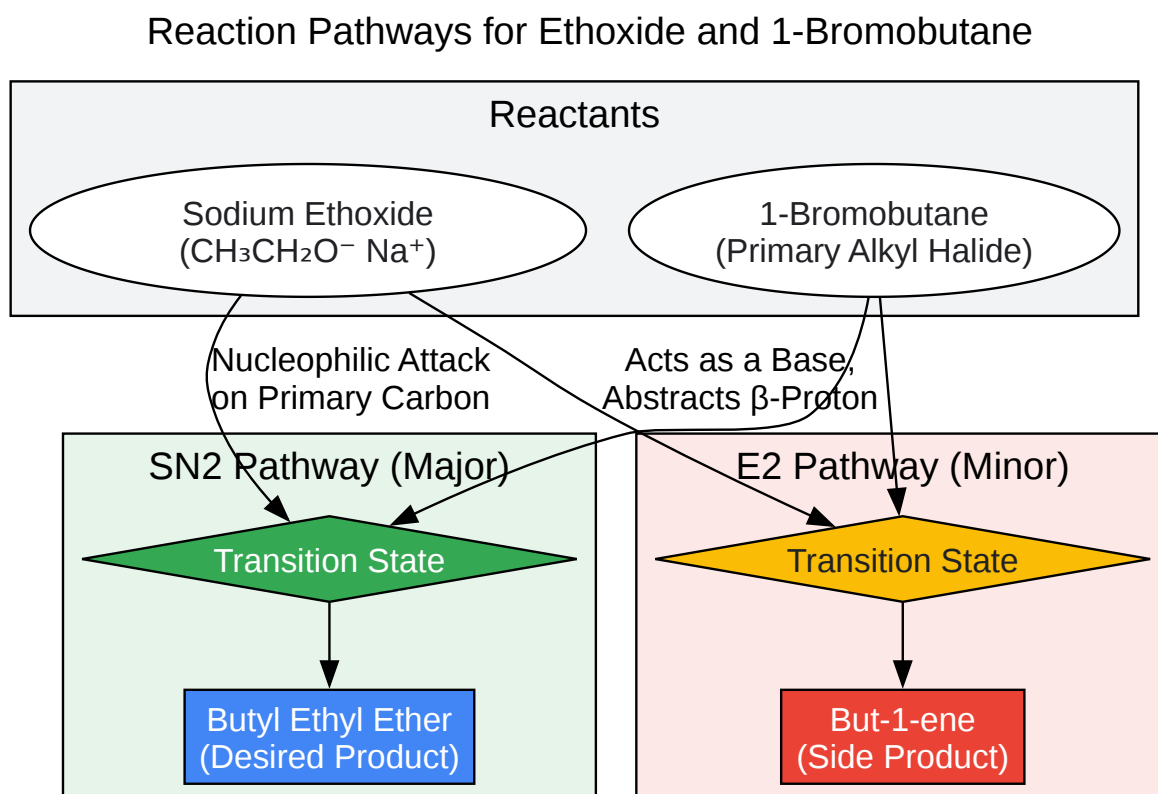 Reaction Pathways for Ethoxide and 1-Bromobutane
Reactants
Sodium Ethoxide
(CH₃CH₂O⁻ Na⁺)
1-Bromobutane
(Primary Alkyl Halide)
Nucleophilic Attack
on Primary Carbon
Acts as a Base,
Abstracts β-Proton
SN2 Pathway (Major)
E2 Pathway (Minor)
Transition State
Transition State
Butyl Ethyl Ether
(Desired Product)
But-1-ene
(Side Product)